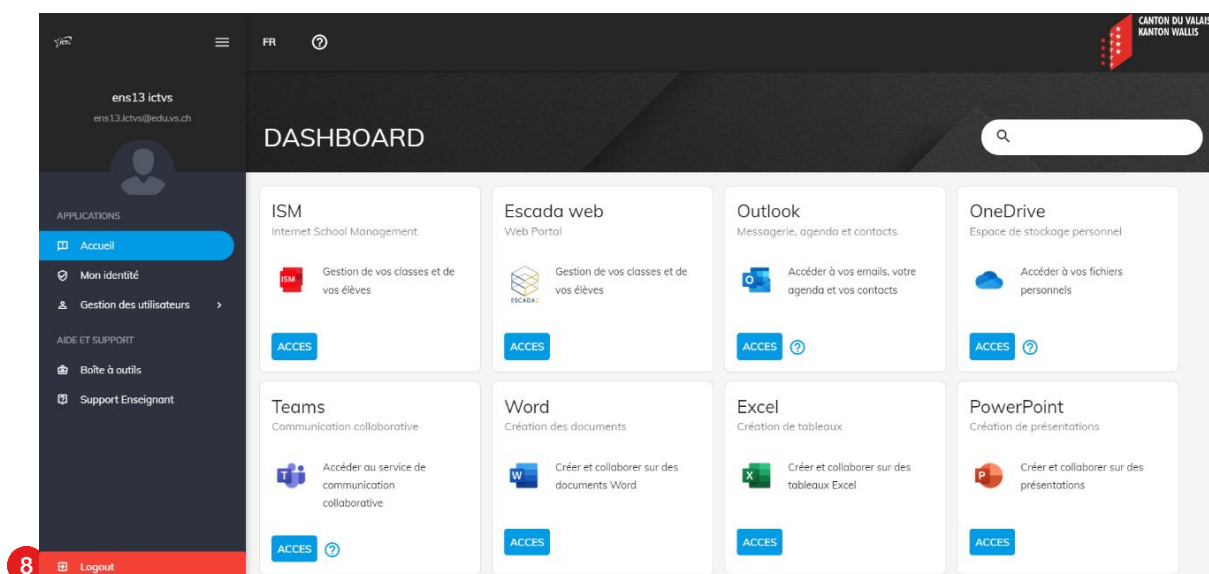 FR
CANTON DU VALAIS
KANTON WALLIS
ens13 ictvs
ens13.ictvs@edu.vs.ch
DASHBOARD
APPLICATIONS
Accueil
Mon identité
Gestion des utilisateurs
AIDE ET SUPPORT
Boîte à outils
Support Enseignant
8 Logout
ISM
Internet School Management
ISM
Gestion de vos classes et de
vos élèves
ACCES
Escada web
Web Portal
ESCADA2
Gestion de vos classes et de
vos élèves
ACCES
Outlook
Messagerie, agenda et contacts
Accéder à vos emails, votre
agenda et vos contacts
ACCES
OneDrive
Espace de stockage personnel
Accéder à vos fichiers
personnels
ACCES
Teams
Communication collaborative
Accéder au service de
communication
collaborative
ACCES
Word
Création des documents
Créer et collaborer sur des
documents Word
ACCES
Excel
Création de tableaux
Créer et collaborer sur des
tableaux Excel
ACCES
PowerPoint
Création de présentations
Créer et collaborer sur des
présentations
ACCES